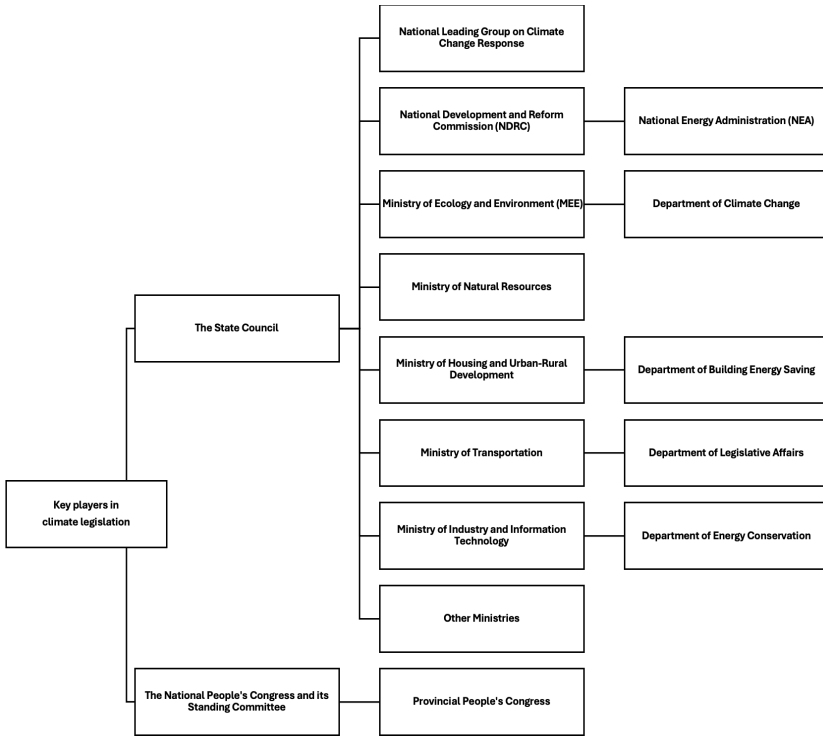 National Leading Group on Climate
Change Response
National Development and Reform
Commission (NDRC)
National Energy Administration (NEA)
Ministry of Ecology and Environment (MEE)
Department of Climate Change
Ministry of Natural Resources
The State Council
Ministry of Housing and Urban-Rural
Development
Department of Building Energy Saving
Ministry of Transportation
Department of Legislative Affairs
Key players in
climate legislation
Ministry of Industry and Information
Technology
Department of Energy Conservation
Other Ministries
The National People's Congress and its
Standing Committee
Provincial People's Congress